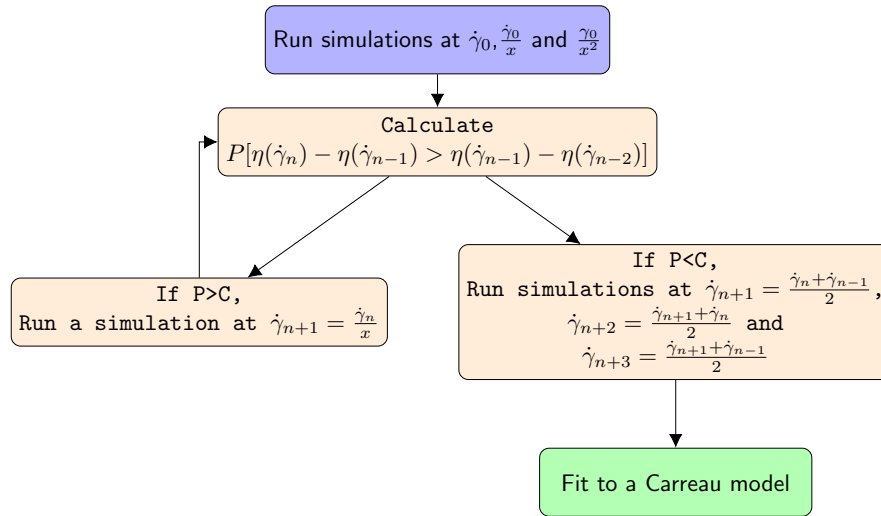 Run simulations at γ̇₀, γ̇₀/x and γ₀/x²
Calculate
P[η(γ̇ₙ) − η(γ̇ₙ₋₁) > η(γ̇ₙ₋₁) − η(γ̇ₙ₋₂)]
If P>C,
Run a simulation at γ̇ₙ₊₁ = γ̇ₙ/x
If P<C,
Run simulations at γ̇ₙ₊₁ = (γ̇ₙ+γ̇ₙ₋₁)/2 ,
γ̇ₙ₊₂ = (γ̇ₙ₊₁+γ̇ₙ)/2 and
γ̇ₙ₊₃ = (γ̇ₙ₊₁+γ̇ₙ₋₁)/2
Fit to a Carreau model